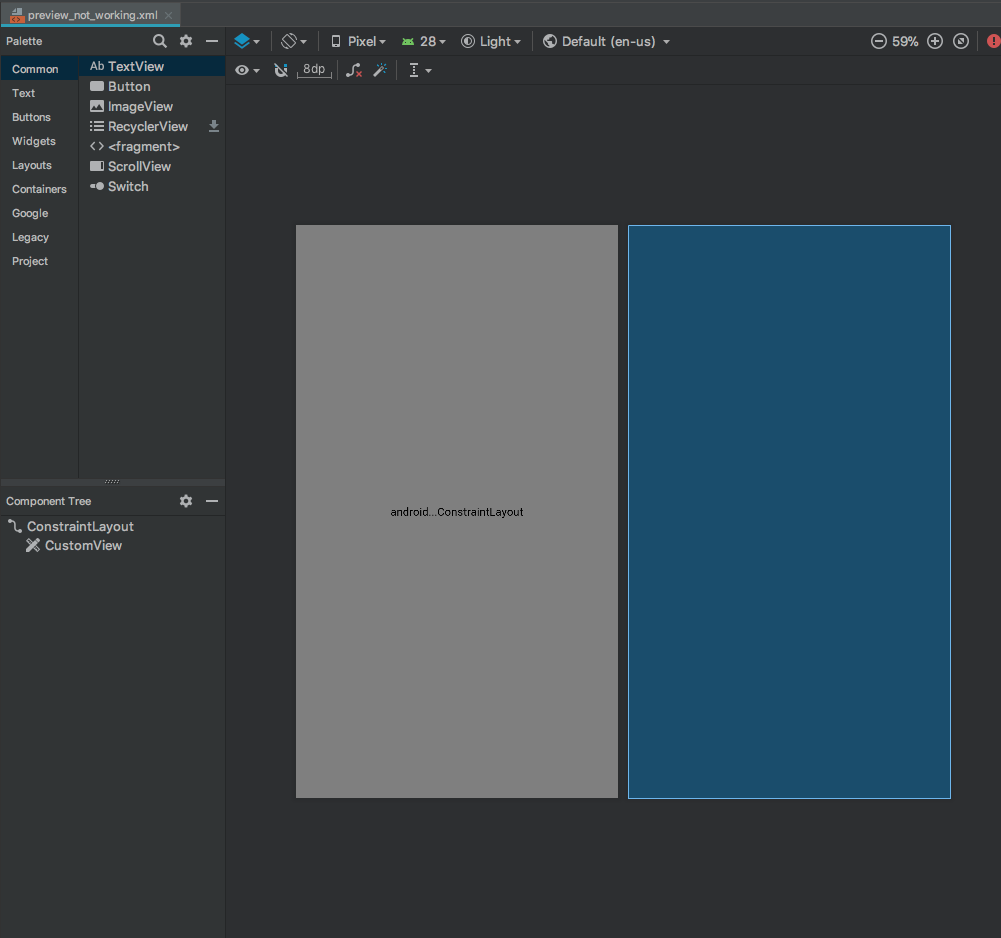 preview_not_working.xml
Palette
Common
Text
Buttons
Widgets
Layouts
Containers
Google
Legacy
Project
Ab TextView
Button
ImageView
RecyclerView
<fragment>
ScrollView
Switch
Pixel
28
Light
Default (en-us)
59%
8dp
android...ConstraintLayout
Component Tree
ConstraintLayout
CustomView